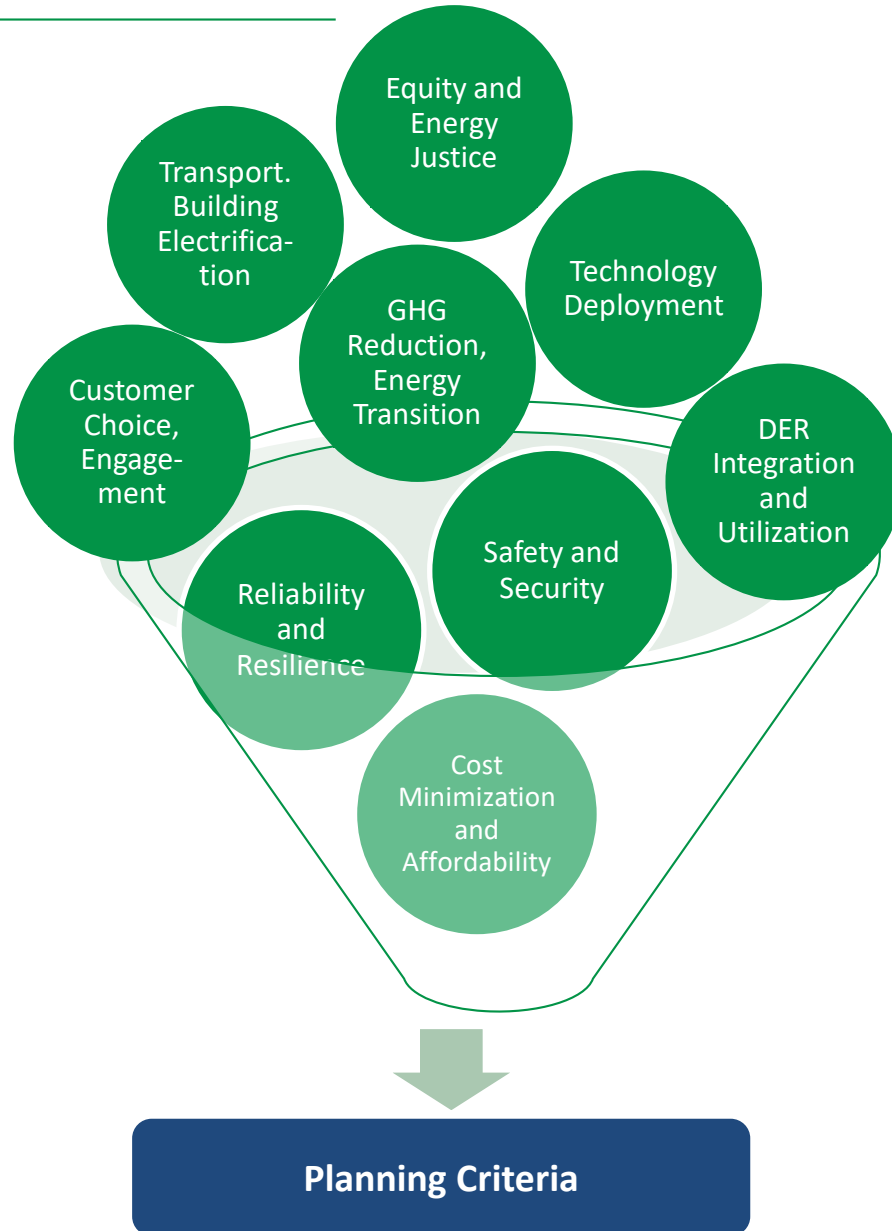 Equity and
Energy
Justice
Transport.
Building
Electrifica-
tion
Technology
Deployment
GHG
Reduction,
Energy
Transition
Customer
Choice,
Engage-
ment
DER
Integration
and
Utilization
Safety and
Security
Reliability
and
Resilience
Cost
Minimization
and
Affordability
Planning Criteria